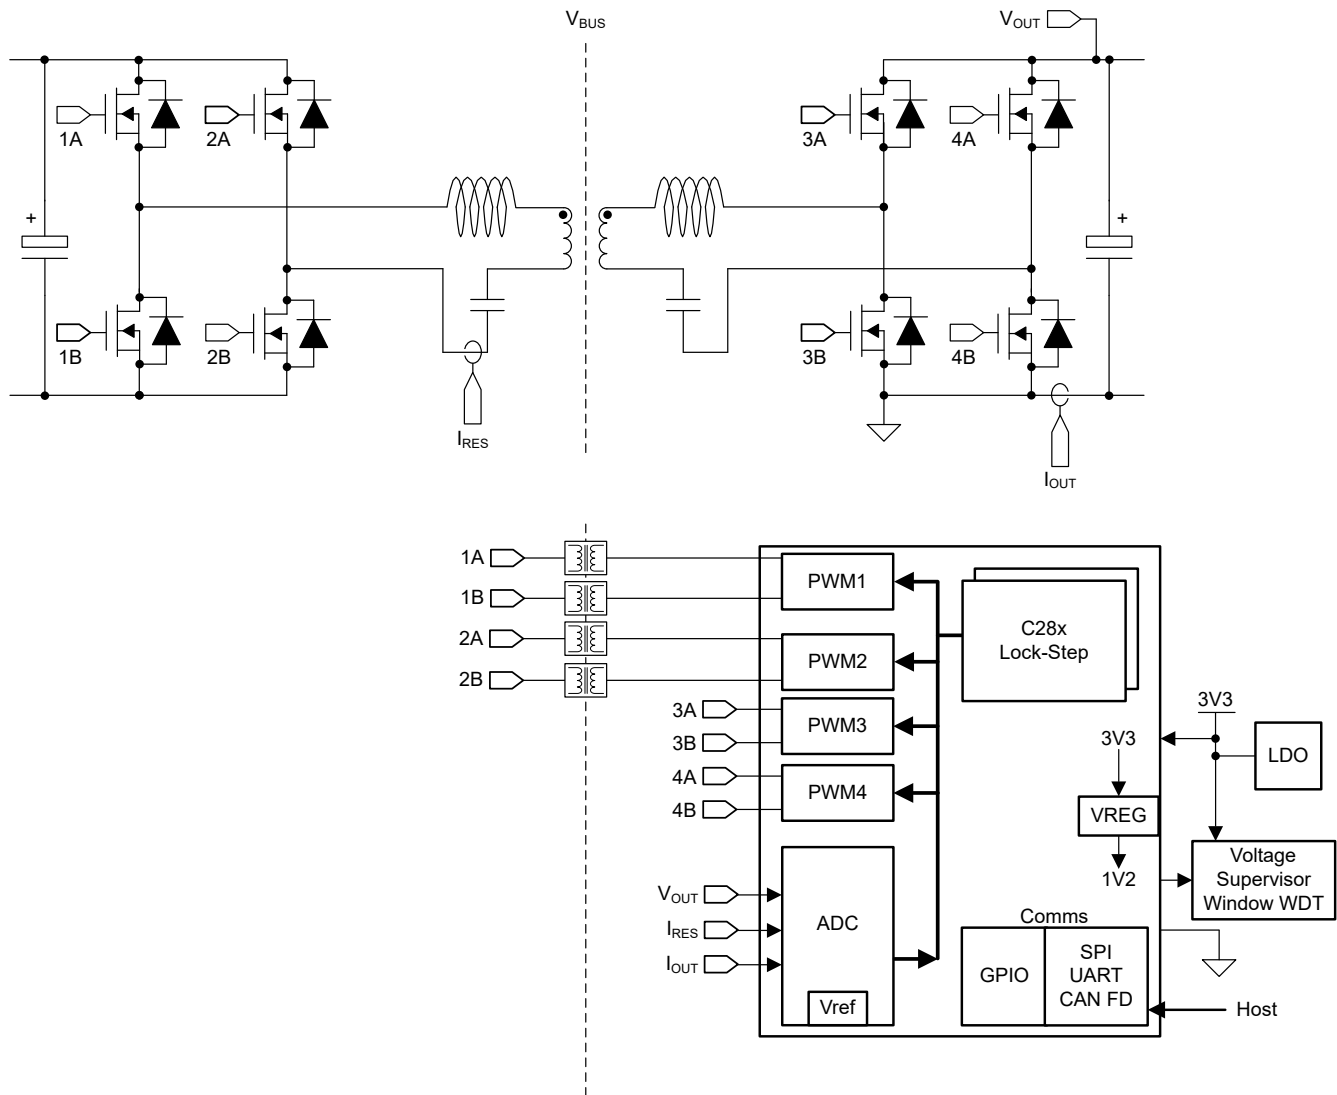 VBUS
VOUT
1A
2A
3A
4A
+
+
1B
2B
3B
4B
IRES
IOUT
1A
1B
2A
2B
3A
3B
4A
4B
PWM1
PWM2
PWM3
PWM4
C28x
Lock-Step
3V3
LDO
3V3
VREG
1V2
Voltage
Supervisor
Window WDT
VOUT
IRES
IOUT
ADC
Vref
Comms
GPIO
SPI
UART
CAN FD
Host